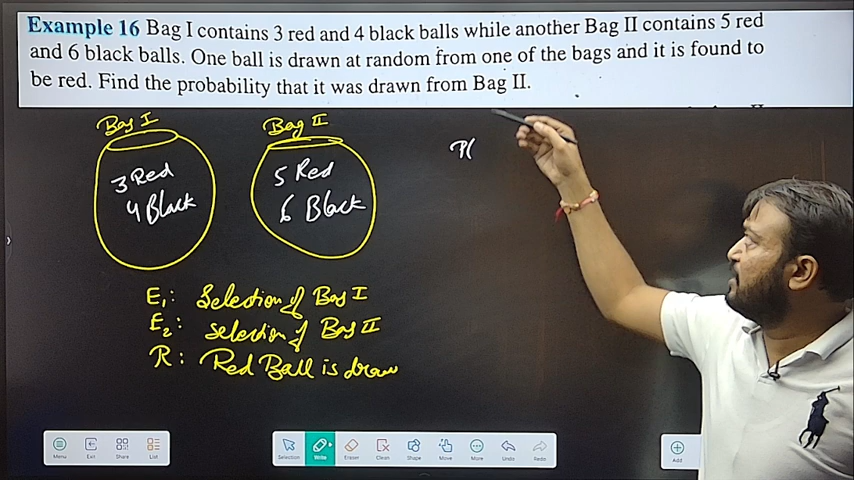 Example 16 Bag I contains 3 red and 4 black balls while another Bag II contains 5 red
and 6 black balls. One ball is drawn at random from one of the bags and it is found to
be red. Find the probability that it was drawn from Bag II.
Bag I
Bag II
3 Red
4 Black
5 Red
6 Black
P(
E₁: Selection of Bag I
E₂: Selection of Bag II
R: Red Ball is draw
Menu
Exit
Share
List
Selection
Write
Eraser
Clean
Shape
Move
More
Undo
Redo
Add